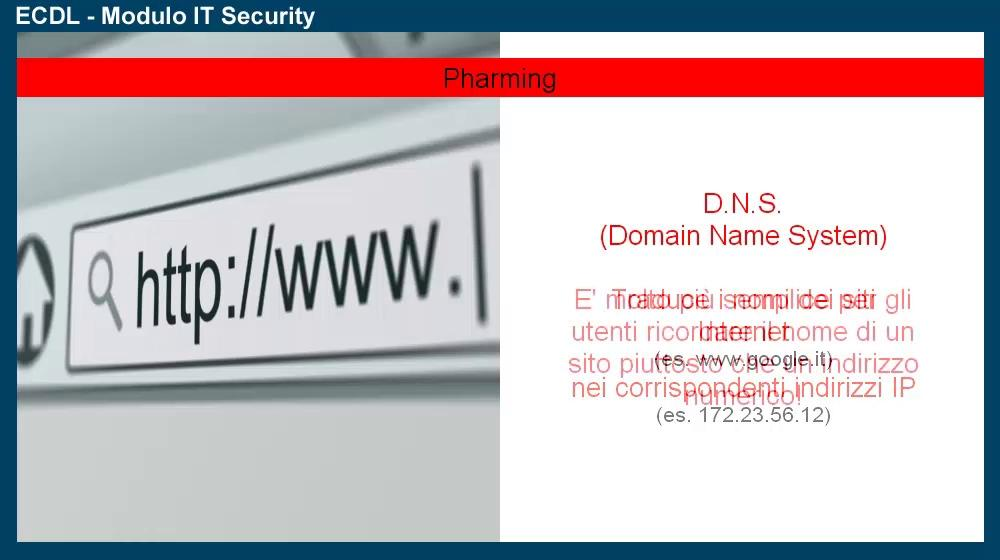 ECDL - Modulo IT Security
Pharming
http://www.
D.N.S.
(Domain Name System)
Traduce i nomi dei siti
Internet
(es. www.google.it)
nei corrispondenti indirizzi IP
(es. 172.23.56.12)
E' molto più semplice per gli
utenti ricordare il nome di un
sito piuttosto che un indirizzo
numerico!